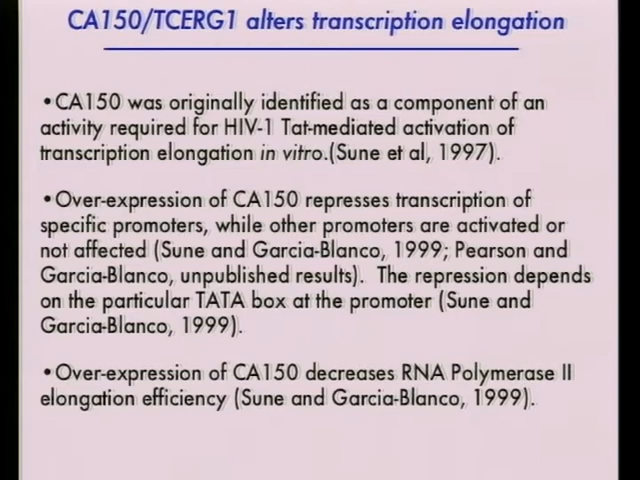 CA150/TCERG1 alters transcription elongation
•CA150 was originally identified as a component of an
activity required for HIV-1 Tat-mediated activation of
transcription elongation in vitro.(Sune et al, 1997).
•Over-expression of CA150 represses transcription of
specific promoters, while other promoters are activated or
not affected (Sune and Garcia-Blanco, 1999; Pearson and
Garcia-Blanco, unpublished results).  The repression depends
on the particular TATA box at the promoter (Sune and
Garcia-Blanco, 1999).
•Over-expression of CA150 decreases RNA Polymerase II
elongation efficiency (Sune and Garcia-Blanco, 1999).